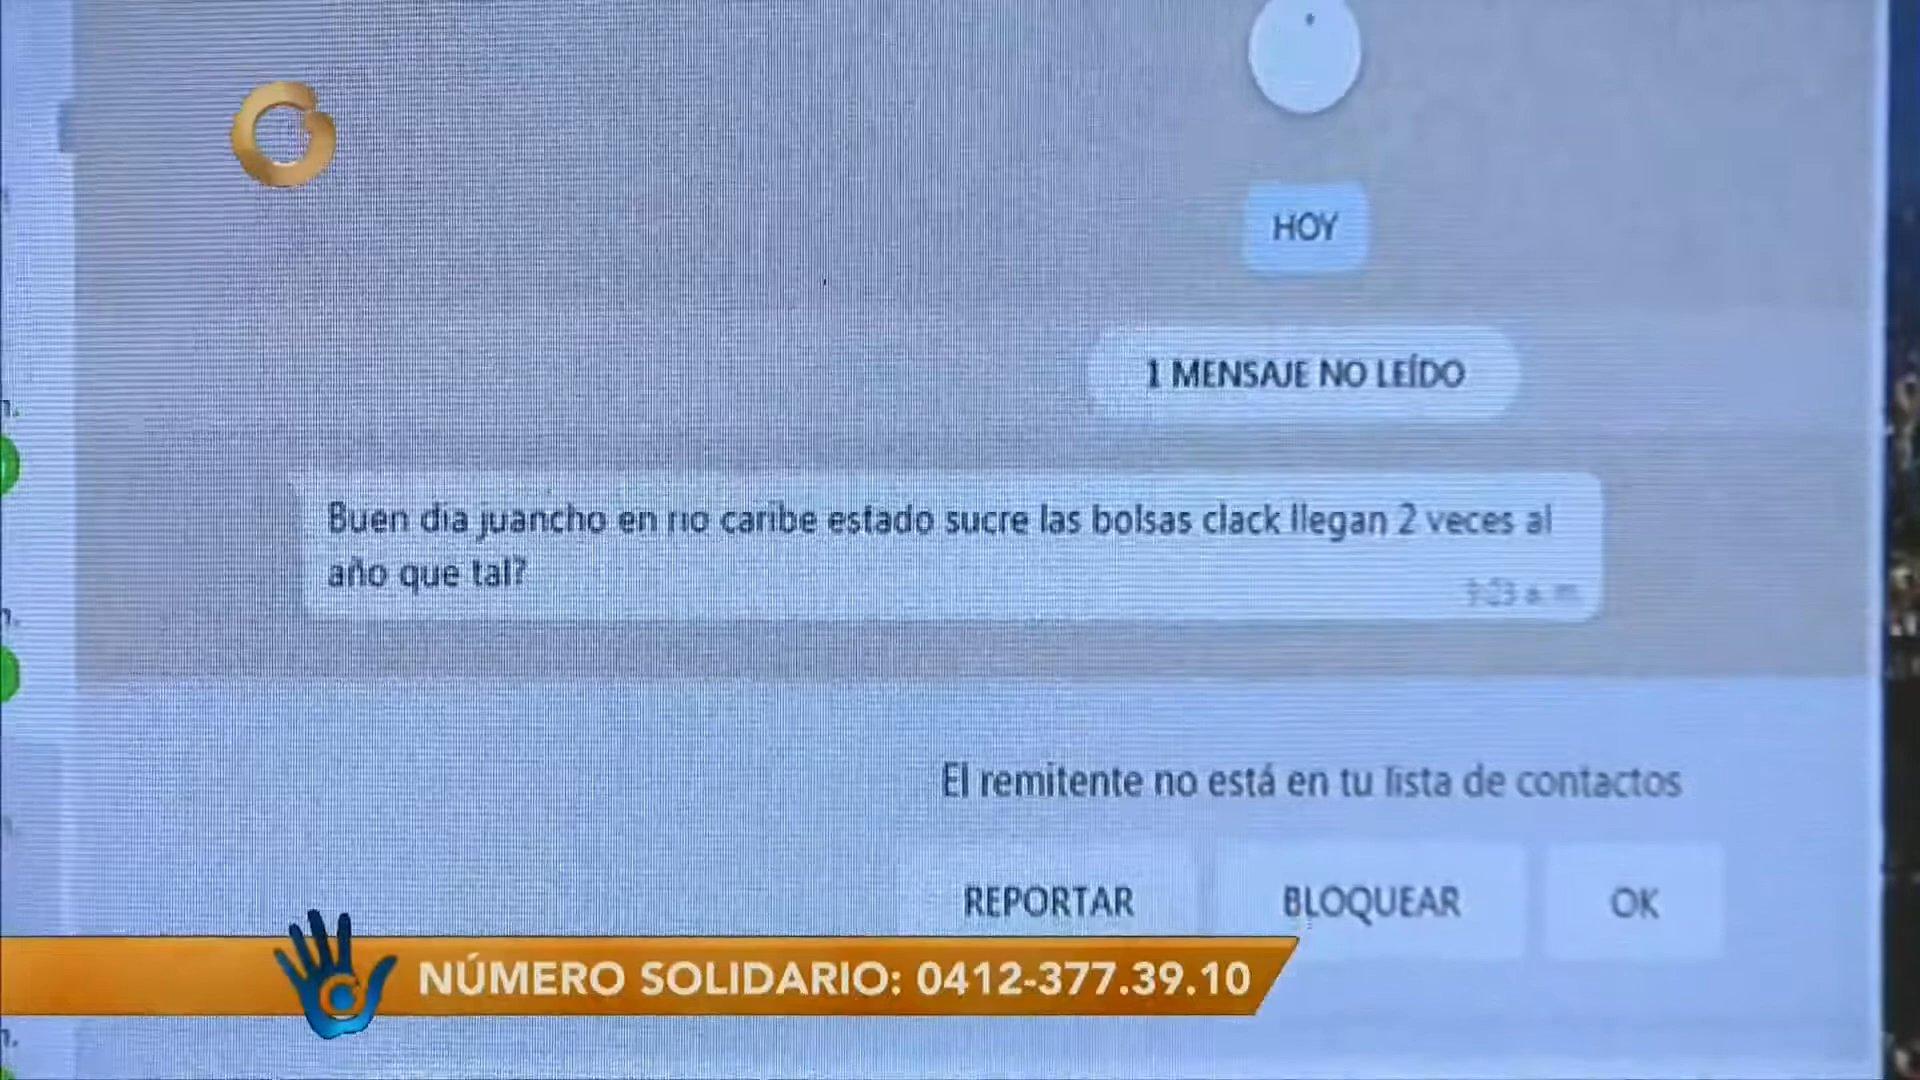 HOY
1 MENSAJE NO LEÍDO
Buen dia juancho en rio caribe estado sucre las bolsas clack llegan 2 veces al
año que tal?
9:23 a. m.
El remitente no está en tu lista de contactos
REPORTAR BLOQUEAR OK
NÚMERO SOLIDARIO: 0412-377.39.10